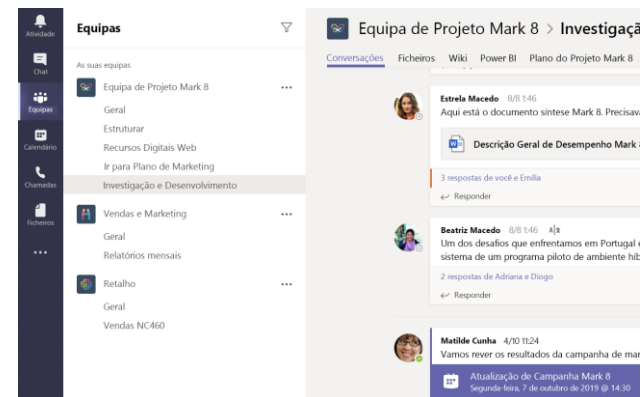 Atividade
Chat
Equipas
Calendário
Chamadas
Ficheiros
Equipas
As suas equipas
Equipa de Projeto Mark 8
Geral
Estruturar
Recursos Digitais Web
Ir para Plano de Marketing
Investigação e Desenvolvimento
Vendas e Marketing
Geral
Relatórios mensais
Retalho
Geral
Vendas NC460
Equipa de Projeto Mark 8 > Investigaçã
Conversações Ficheiros Wiki Power BI Plano do Projeto Mark 8
Estrela Macedo 8/8 1:46
Aqui está o documento síntese Mark 8. Precisava
Descrição Geral de Desempenho Mark 8
3 respostas de você e Emília
Responder
Beatriz Macedo 8/8 1:46
Um dos desafios que enfrentamos em Portugal é
sistema de um programa piloto de ambiente híb
2 respostas de Adriana e Diogo
Responder
Matilde Cunha 4/10 11:24
Vamos rever os resultados da campanha de mar
Atualização de Campanha Mark 8
Segunda-feira, 7 de outubro de 2019 @ 14:30